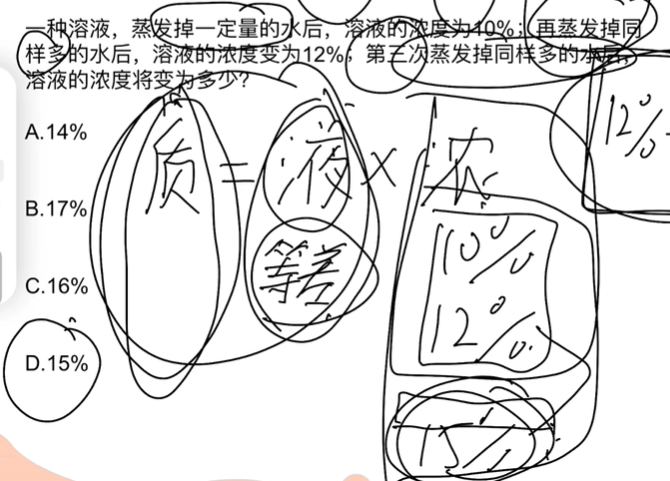 一种溶液，蒸发掉一定量的水后，溶液的浓度为10%；再蒸发掉同
样多的水后，溶液的浓度变为12%；第三次蒸发掉同样多的水后，
溶液的浓度将变为多少？
A.14%
质 = 液 × 浓
12%
B.17%
10%
等差
C.16%
12%
D.15%
15%